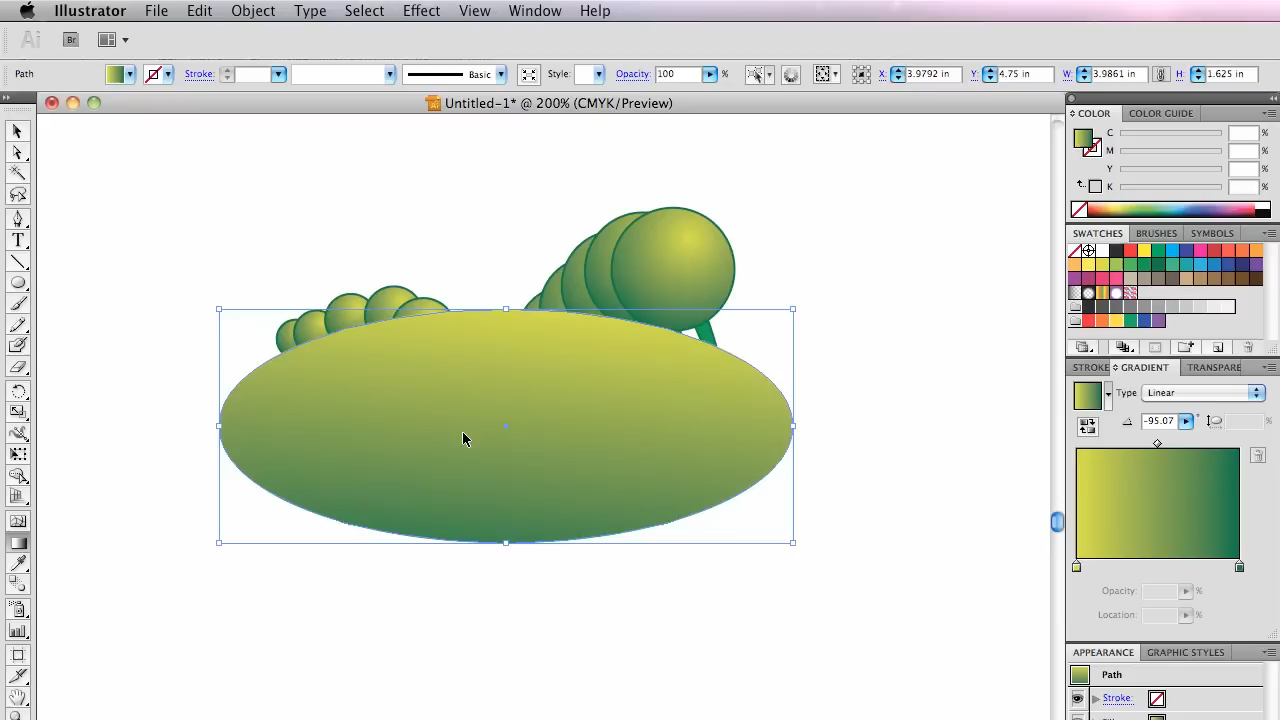 Illustrator File Edit Object Type Select Effect View Window Help
Ai Br
Path Stroke: Basic Style: Opacity: 100 % X: 3.9792 in Y: 4.75 in W: 3.9861 in H: 1.625 in
Untitled-1* @ 200% (CMYK/Preview)
COLOR COLOR GUIDE
C %
M %
Y %
K %
SWATCHES BRUSHES SYMBOLS
STROKE GRADIENT TRANSPARE
Type Linear
-95.07 ° %
Opacity: %
Location: %
APPEARANCE GRAPHIC STYLES
Path
Stroke: